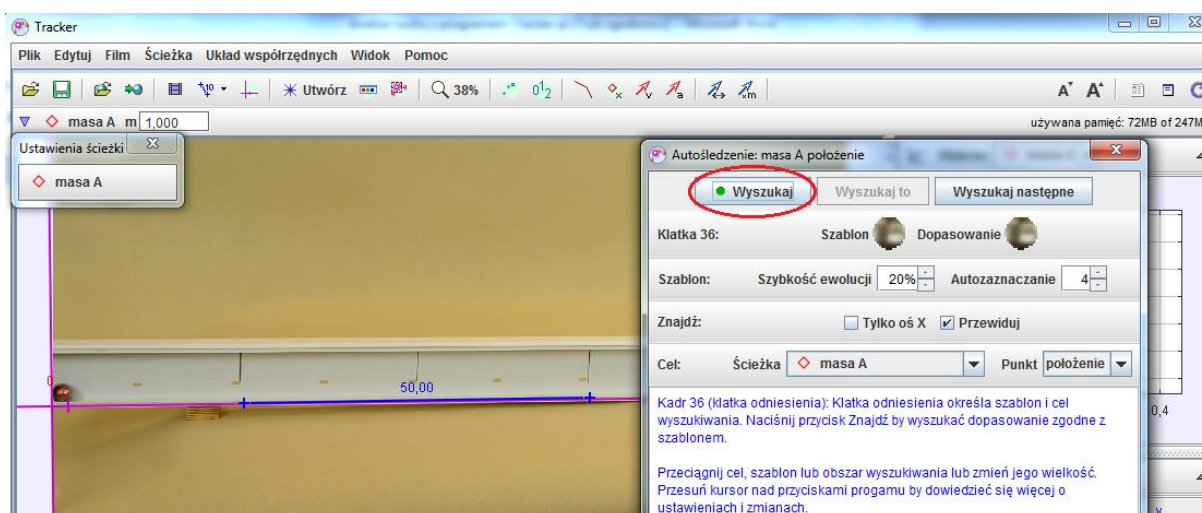 Tracker
Plik Edytuj Film Ścieżka Układ współrzędnych Widok Pomoc
Utwórz 38%
masa A m 1,000
używana pamięć: 72MB of 247M
Ustawienia ścieżki
masa A
Autośledzenie: masa A położenie
Wyszukaj Wyszukaj to Wyszukaj następne
Klatka 36: Szablon Dopasowanie
Szablon: Szybkość ewolucji 20% Autozaznaczanie 4
Znajdź: Tylko oś X Przewiduj
Cel: Ścieżka masa A Punkt położenie
Kadr 36 (klatka odniesienia): Klatka odniesienia określa szablon i cel
wyszukiwania. Naciśnij przycisk Znajdź by wyszukać dopasowanie zgodne z
szablonem.
Przeciągnij cel, szablon lub obszar wyszukiwania lub zmień jego wielkość.
Przesuń kursor nad przyciskami progamu by dowiedzieć się więcej o
ustawieniach i zmianach.
0
50,00
0,4